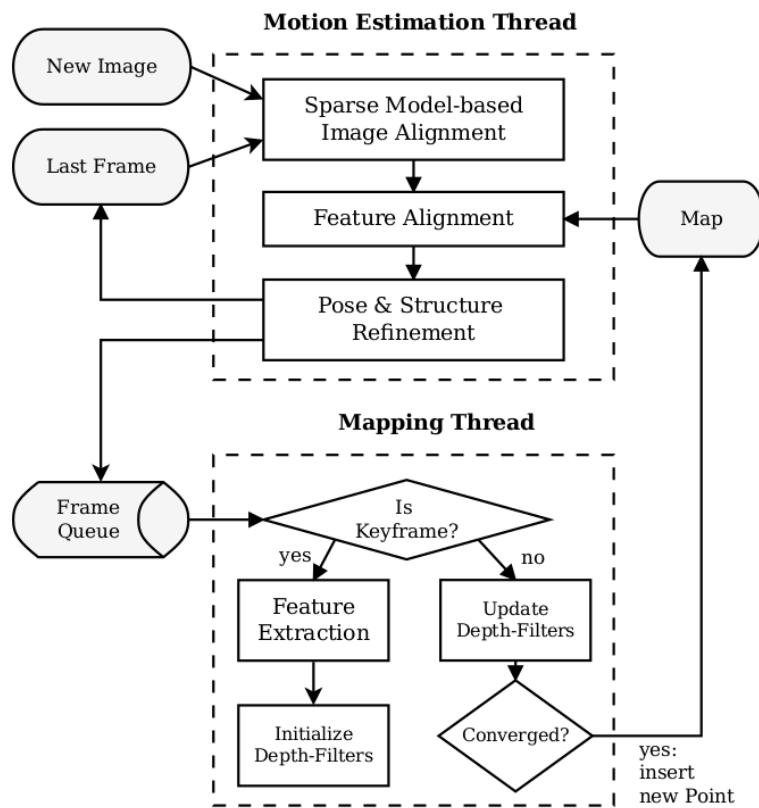 Motion Estimation Thread
New Image
Sparse Model-based
Image Alignment
Last Frame
Feature Alignment
Map
Pose & Structure
Refinement
Mapping Thread
Frame
Queue
Is
Keyframe?
yes
no
Feature
Extraction
Update
Depth-Filters
Initialize
Depth-Filters
Converged?
yes:
insert
new Point